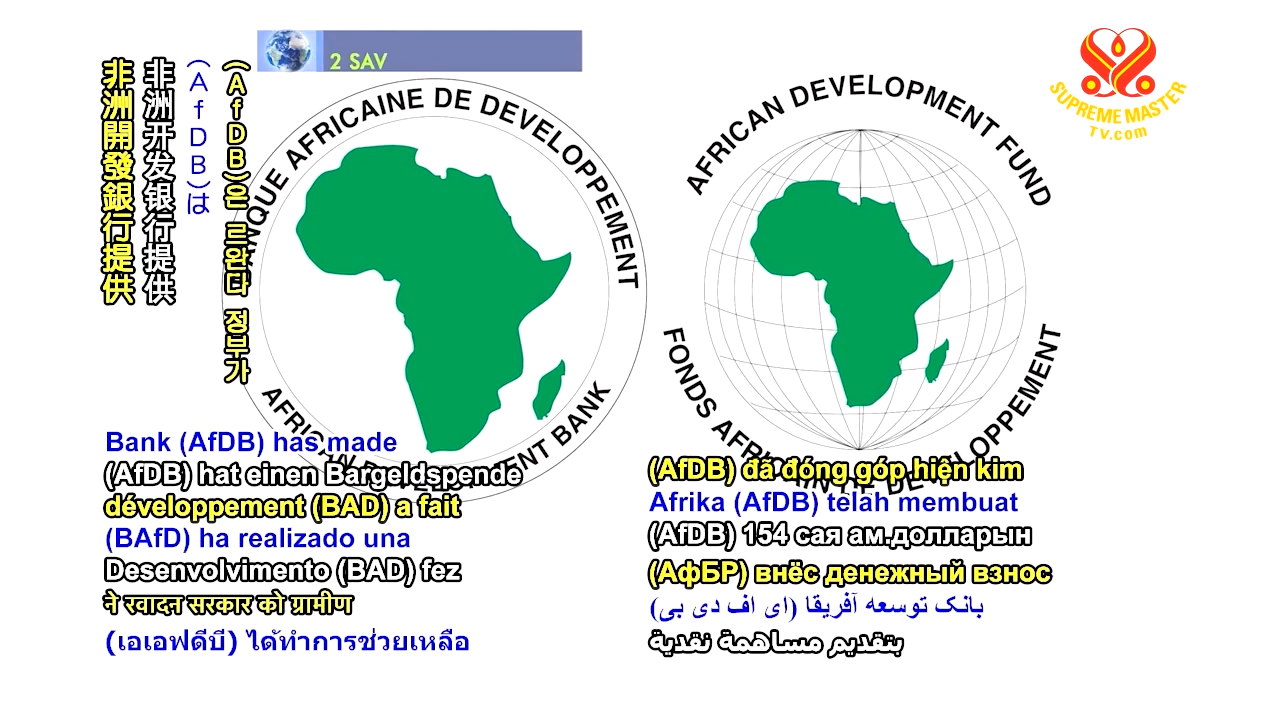 2 SAV
SUPREME MASTER
TV.com
非洲開發銀行提供
非洲开发银行提供
(AfDB)は
(AfDB)은 르완다 정부가
BANQUE AFRICAINE DE DEVELOPPEMENT
AFRICAN DEVELOPMENT BANK
AFRICAN DEVELOPMENT FUND
FONDS AFRICAIN DE DEVELOPPEMENT
Bank (AfDB) has made
(AfDB) hat einen Bargeldspende
développement (BAD) a fait
(BAfD) ha realizado una
Desenvolvimento (BAD) fez
ने रवादन सरकार को ग्रामीण
(เอเอฟดีบี) ได้ทำการช่วยเหลือ
(AfDB) đã đóng góp hiện kim
Afrika (AfDB) telah membuat
(AfDB) 154 сая ам.долларын
(АфБР) внёс денежный взнос
بانک توسعه آفریقا (ای اف دی بی)
بتقديم مساهمة نقدية